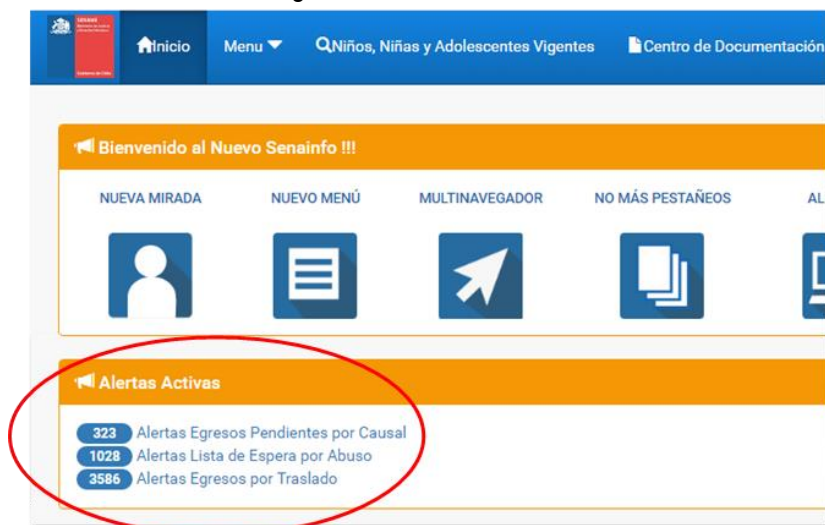 Inicio Menu Niños, Niñas y Adolescentes Vigentes Centro de Documentación
Bienvenido al Nuevo Senainfo !!!
NUEVA MIRADA NUEVO MENÚ MULTINAVEGADOR NO MÁS PESTAÑEOS AL
Alertas Activas
323 Alertas Egresos Pendientes por Causal
1028 Alertas Lista de Espera por Abuso
3586 Alertas Egresos por Traslado